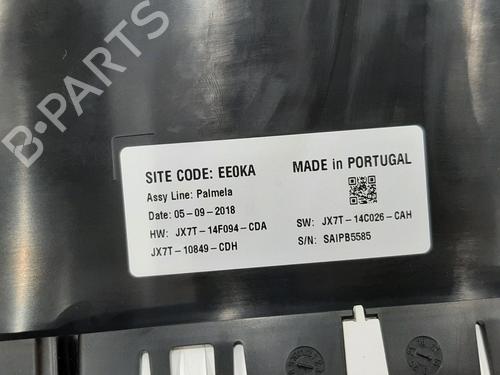 B-PARTS
SITE CODE: EE0KA
MADE in PORTUGAL
Assy Line: Palmela
Date: 05-09-2018
HW: JX7T-14F094-CDA
SW: JX7T-14C026-CAH
JX7T-10849-CDH
S/N: SAIPB5585